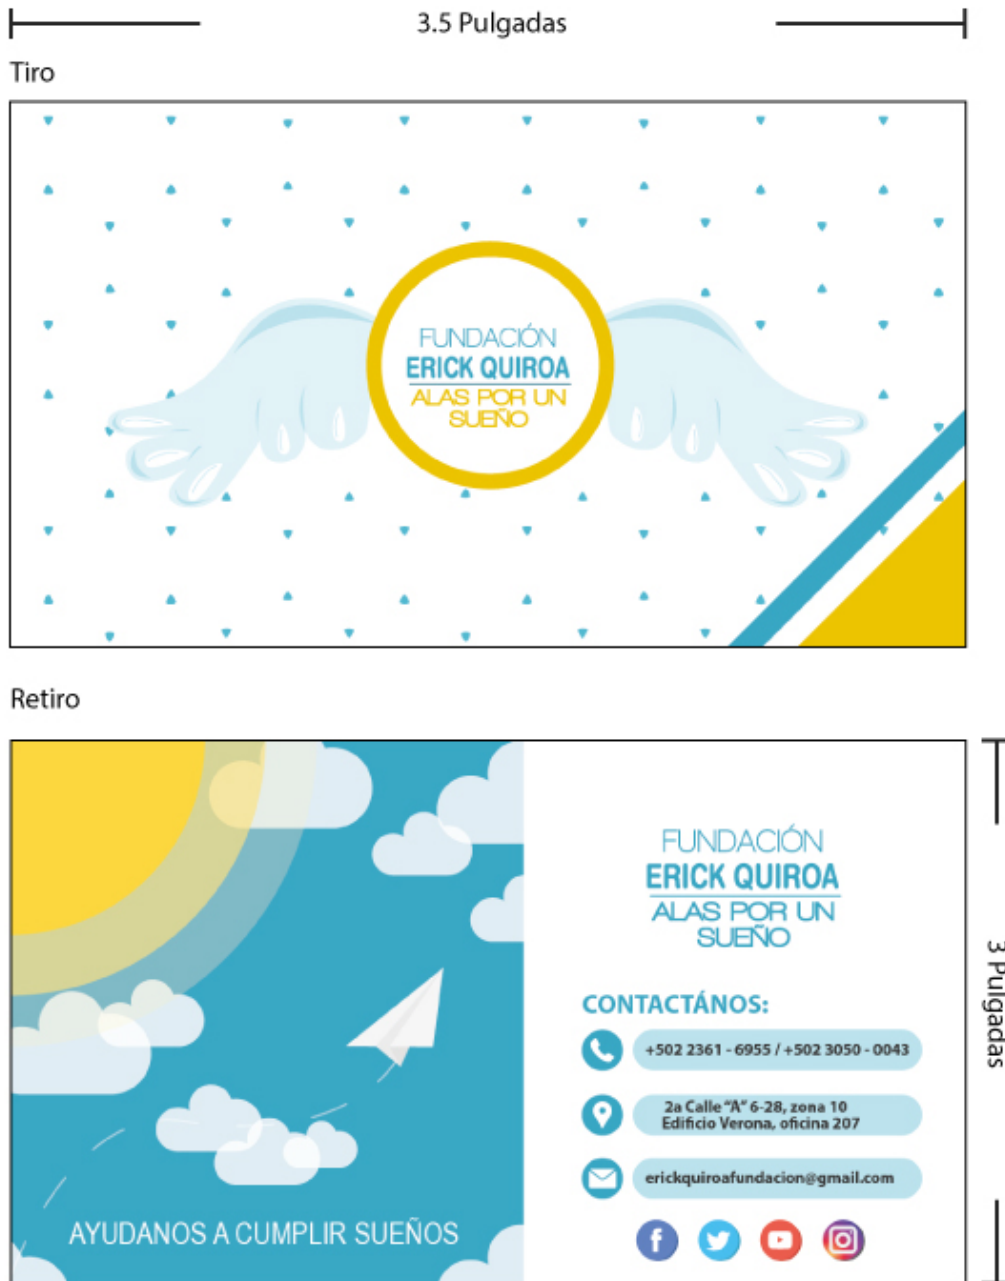 3.5 Pulgadas
Tiro
FUNDACIÓN
ERICK QUIROA
ALAS POR UN
SUEÑO
Retiro
AYUDANOS A CUMPLIR SUEÑOS
FUNDACIÓN
ERICK QUIROA
ALAS POR UN
SUEÑO
CONTACTÁNOS:
+502 2361 - 6955 / +502 3050 - 0043
2a Calle “A” 6-28, zona 10
Edificio Verona, oficina 207
erickquiroafundacion@gmail.com
3 Pulgadas